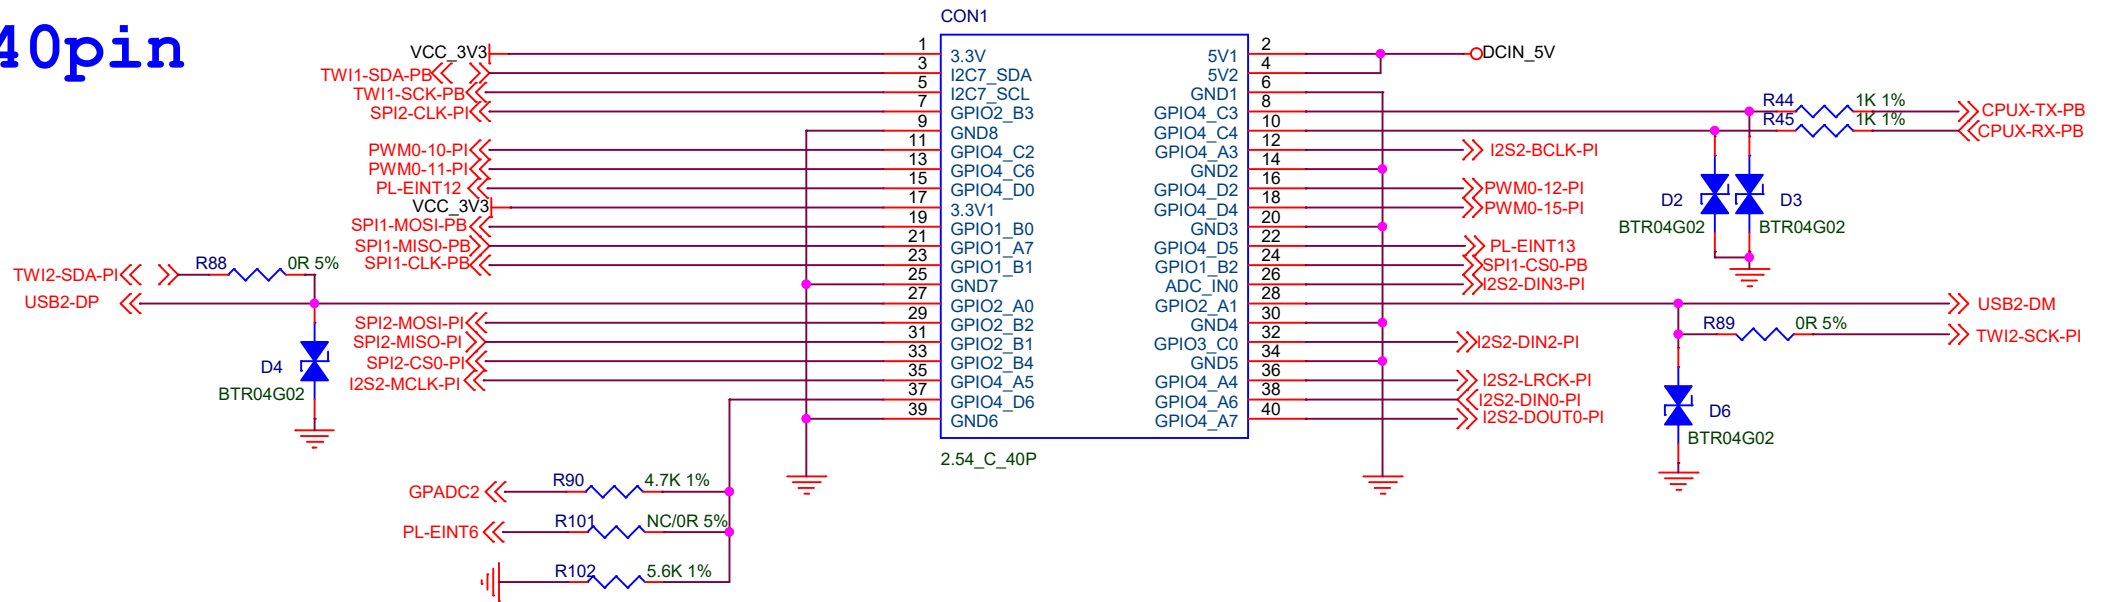 40pin
CON1
VCC_3V3 1 3.3V 5V1 2 DCIN_5V
TWI1-SDA-PB 3 I2C7_SDA 5V2 4
TWI1-SCK-PB 5 I2C7_SCL GND1 6
SPI2-CLK-PI 7 GPIO2_B3 GPIO4_C3 8 R44 1K 1% CPUX-TX-PB
9 GND8 GPIO4_C4 10 R45 1K 1% CPUX-RX-PB
PWM0-10-PI 11 GPIO4_C2 GPIO4_A3 12 I2S2-BCLK-PI
PWM0-11-PI 13 GPIO4_C6 GND2 14
PL-EINT12 15 GPIO4_D0 GPIO4_D2 16 PWM0-12-PI
VCC_3V3 17 3.3V1 GPIO4_D4 18 PWM0-15-PI
D2 D3
SPI1-MOSI-PB 19 GPIO1_B0 GND3 20
BTR04G02 BTR04G02
SPI1-MISO-PB 21 GPIO1_A7 GPIO4_D5 22 PL-EINT13
SPI1-CLK-PB 23 GPIO1_B1 GPIO1_B2 24 SPI1-CS0-PB
TWI2-SDA-PI R88 0R 5%
25 GND7 ADC_IN0 26 I2S2-DIN3-PI
USB2-DP 27 GPIO2_A0 GPIO2_A1 28 USB2-DM
SPI2-MOSI-PI 29 GPIO2_B2 GND4 30
R89 0R 5% TWI2-SCK-PI
SPI2-MISO-PI 31 GPIO2_B1 GPIO3_C0 32 I2S2-DIN2-PI
D4
SPI2-CS0-PI 33 GPIO2_B4 GND5 34
I2S2-MCLK-PI 35 GPIO4_A5 GPIO4_A4 36 I2S2-LRCK-PI
BTR04G02
37 GPIO4_D6 GPIO4_A6 38 I2S2-DIN0-PI
D6
39 GND6 GPIO4_A7 40 I2S2-DOUT0-PI
BTR04G02
2.54_C_40P
GPADC2 R90 4.7K 1%
PL-EINT6 R101 NC/0R 5%
R102 5.6K 1%